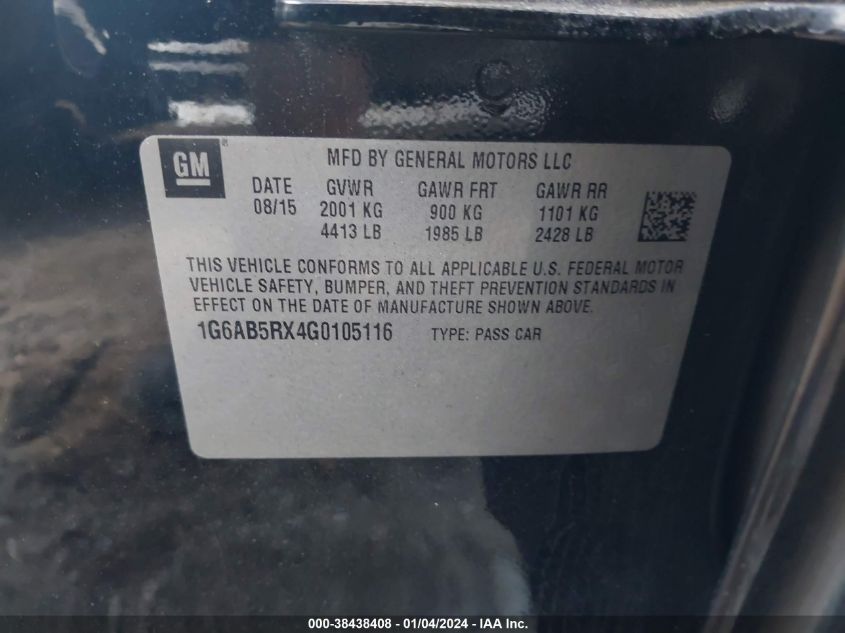 GM® MFD BY GENERAL MOTORS LLC
DATE GVWR GAWR FRT GAWR RR
08/15 2001 KG 900 KG 1101 KG
4413 LB 1985 LB 2428 LB
THIS VEHICLE CONFORMS TO ALL APPLICABLE U.S. FEDERAL MOTOR
VEHICLE SAFETY, BUMPER, AND THEFT PREVENTION STANDARDS IN
EFFECT ON THE DATE OF MANUFACTURE SHOWN ABOVE.
1G6AB5RX4G0105116 TYPE: PASS CAR
000-38438408 - 01/04/2024 - IAA Inc.